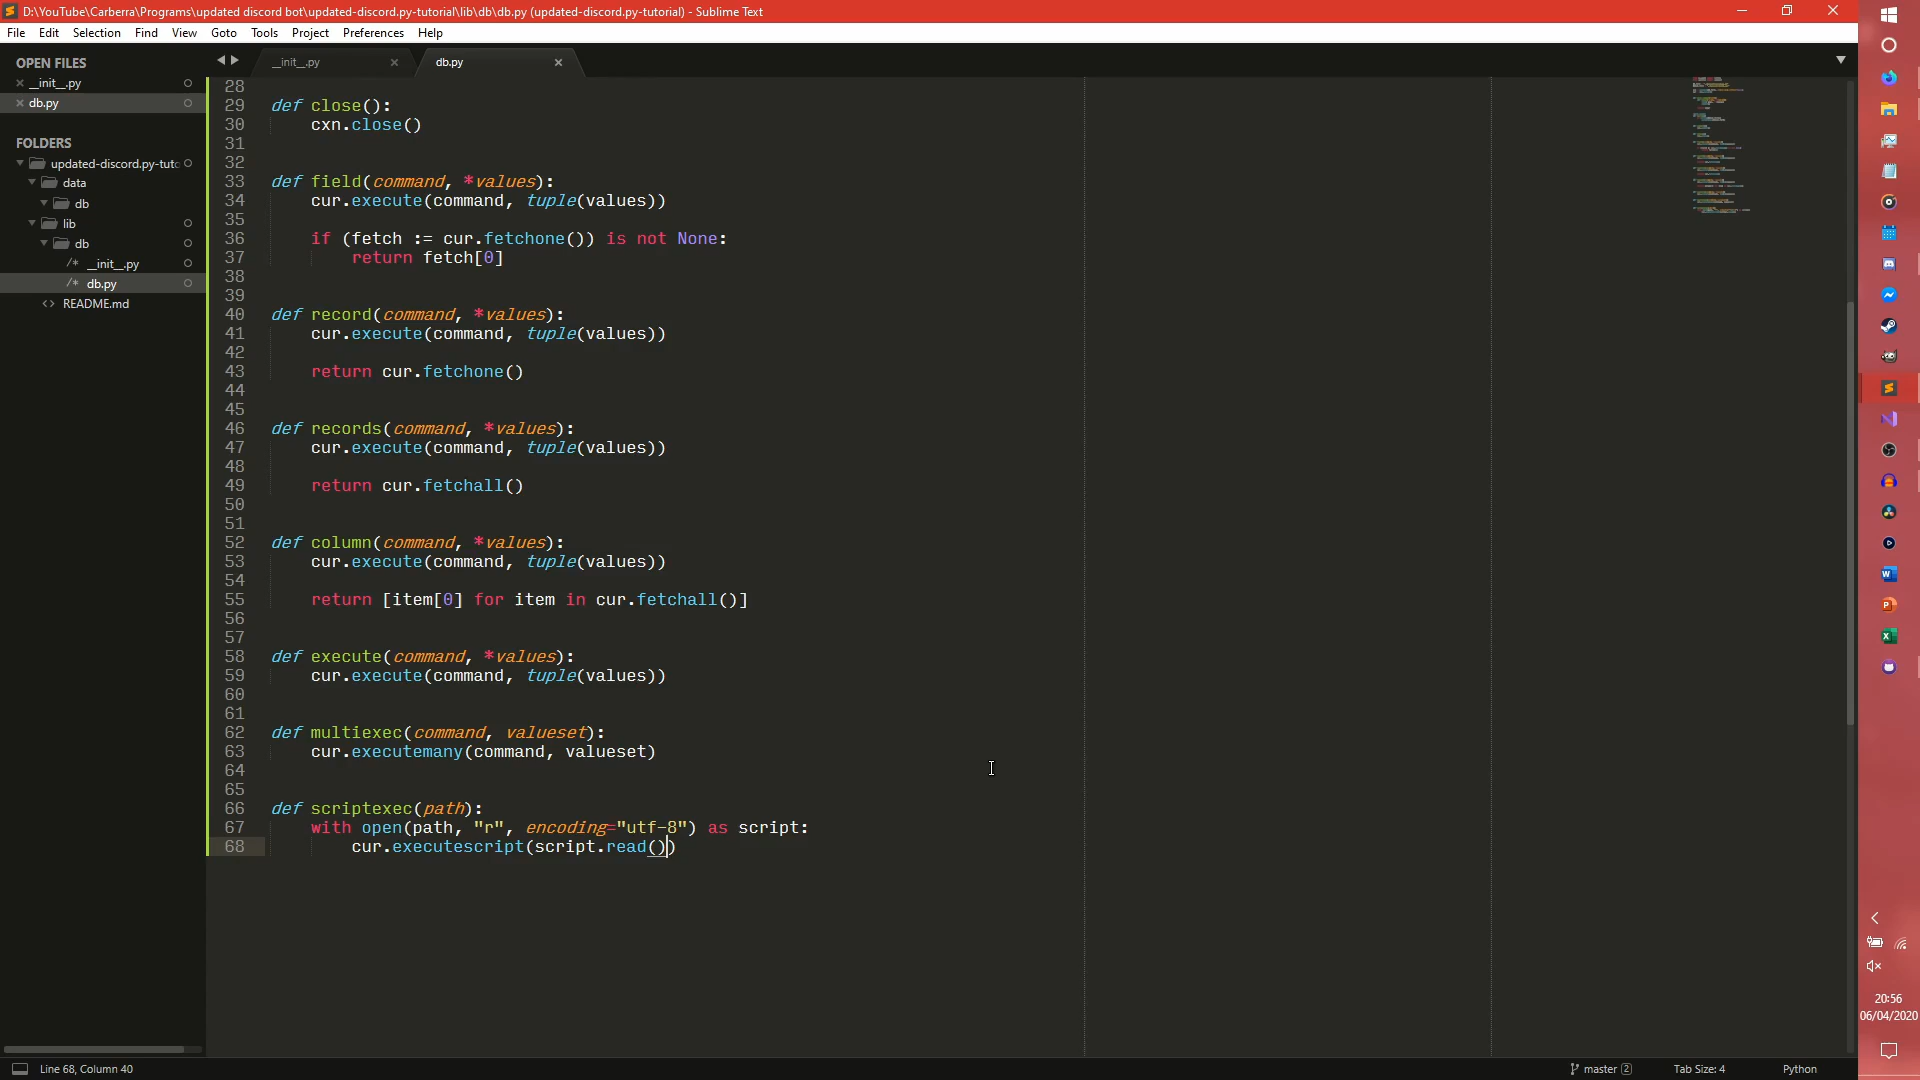 D:\YouTube\Carberra\Programs\updated discord bot\updated-discord.py-tutorial\lib\db\db.py (updated-discord.py-tutorial) - Sublime Text
File Edit Selection Find View Goto Tools Project Preferences Help
OPEN FILES
__init__.py
db.py
FOLDERS
updated-discord.py-tutc
data
db
lib
db
/* __init__.py
/* db.py
<> README.md
__init__.py
db.py
28
29 def close():
30     cxn.close()
31
32
33 def field(command, *values):
34     cur.execute(command, tuple(values))
35
36     if (fetch := cur.fetchone()) is not None:
37         return fetch[0]
38
39
40 def record(command, *values):
41     cur.execute(command, tuple(values))
42
43     return cur.fetchone()
44
45
46 def records(command, *values):
47     cur.execute(command, tuple(values))
48
49     return cur.fetchall()
50
51
52 def column(command, *values):
53     cur.execute(command, tuple(values))
54
55     return [item[0] for item in cur.fetchall()]
56
57
58 def execute(command, *values):
59     cur.execute(command, tuple(values))
60
61
62 def multiexec(command, valueset):
63     cur.executemany(command, valueset)
64
65
66 def scriptexec(path):
67     with open(path, "r", encoding="utf-8") as script:
68         cur.executescript(script.read())
20:56
06/04/2020
Line 68, Column 40
master 2
Tab Size: 4
Python